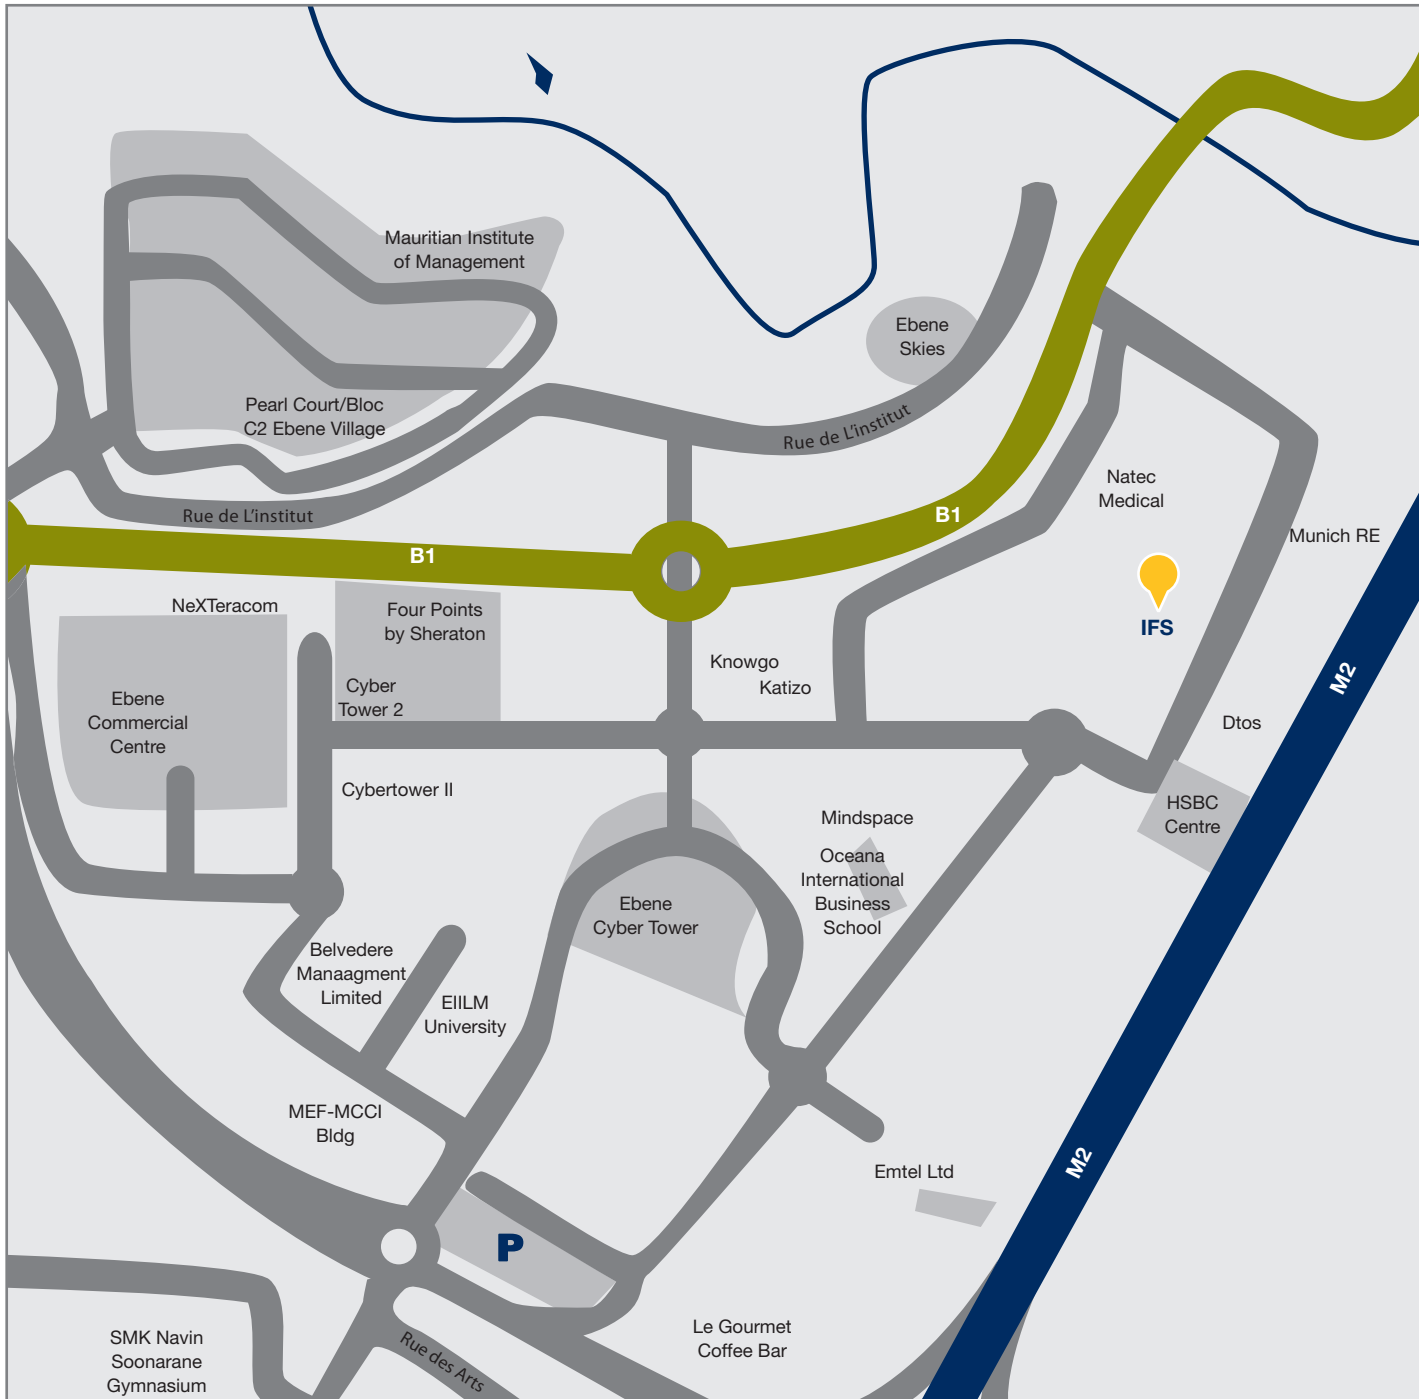 Mauritian Institute
of Management
Ebene
Skies
Pearl Court/Bloc
C2 Ebene Village
Rue de L'institut
Rue de L'institut
B1
B1
Natec
Medical
Munich RE
IFS
NeXTeracom
Four Points
by Sheraton
Knowgo
Katizo
Cyber
Tower 2
Ebene
Commercial
Centre
M2
Dtos
Cybertower II
HSBC
Centre
Mindspace
Oceana
International
Business
School
Ebene
Cyber Tower
Belvedere
Manaagment
Limited
EIILM
University
MEF-MCCI
Bldg
M2
Emtel Ltd
P
Le Gourmet
Coffee Bar
SMK Navin
Soonarane
Gymnasium
Rue des Arts